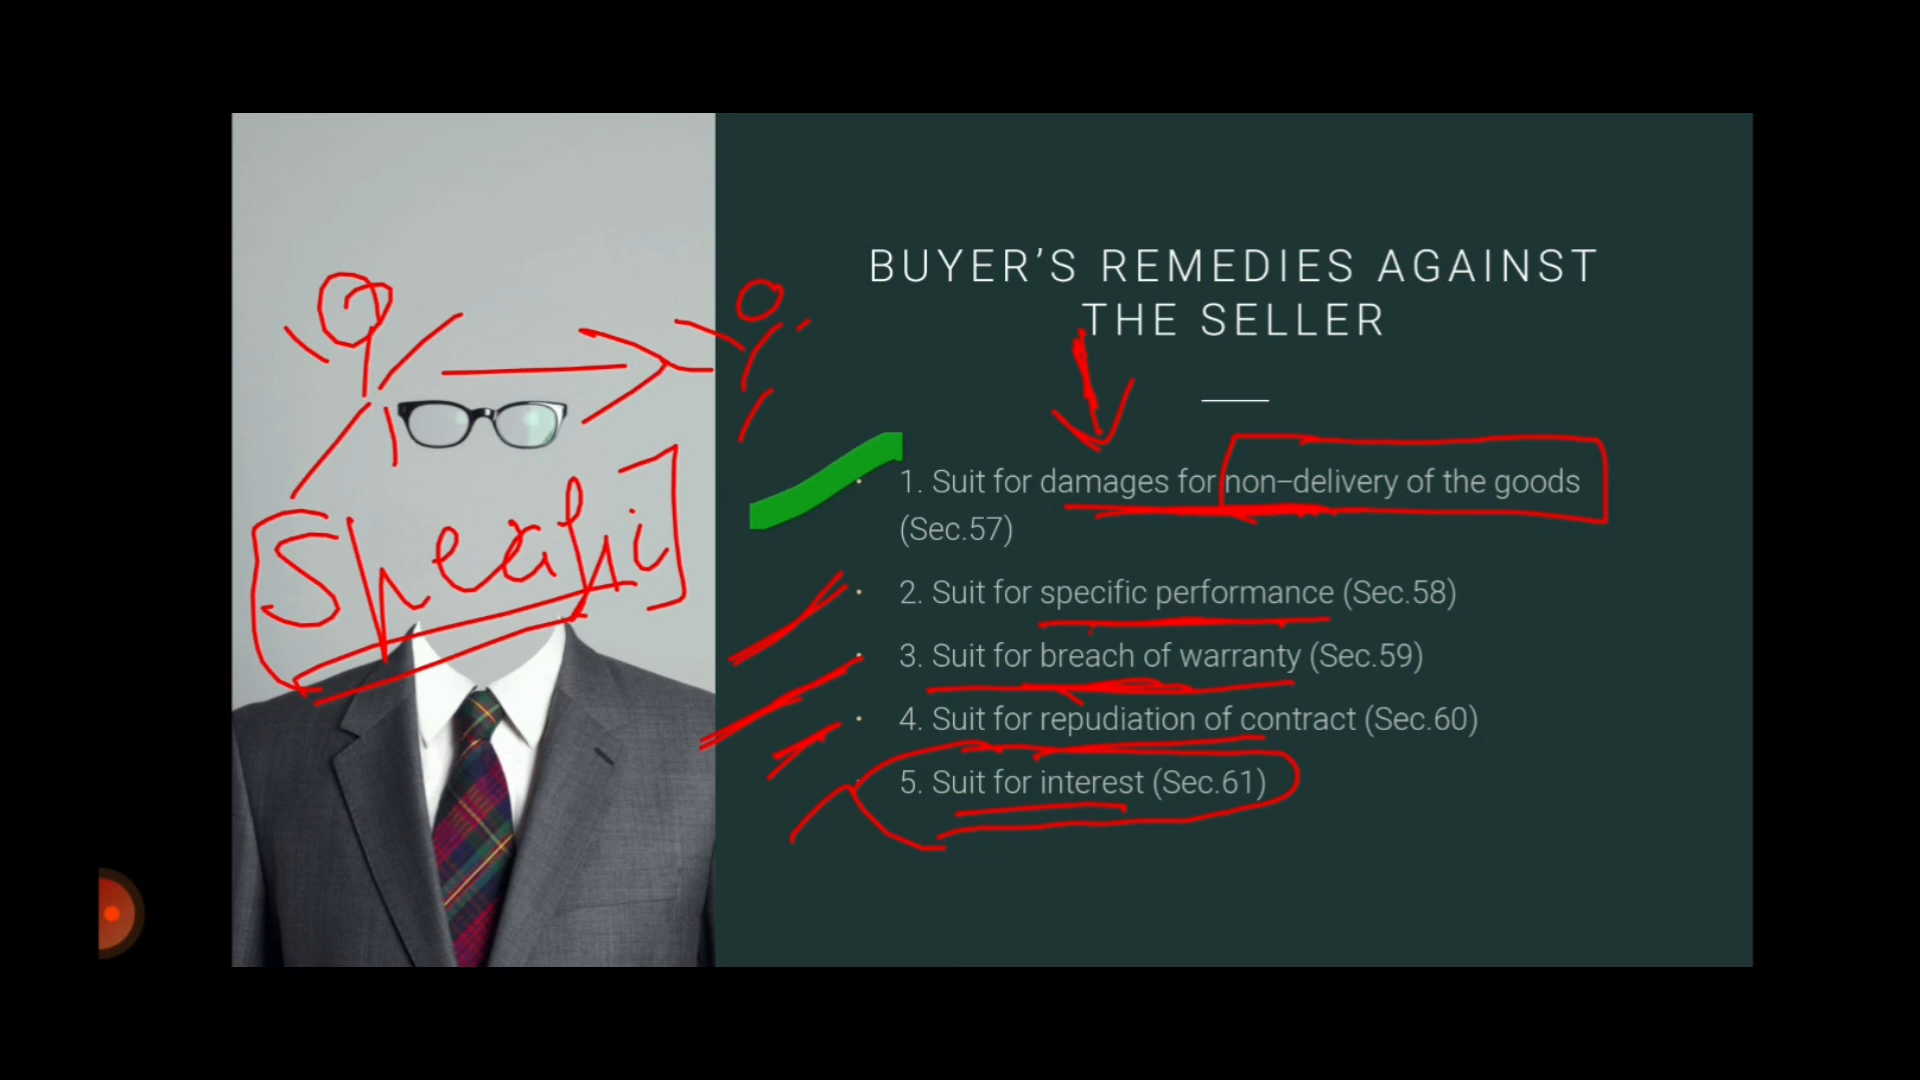 BUYER’S REMEDIES AGAINST
THE SELLER
1. Suit for damages for non-delivery of the goods
(Sec.57)
2. Suit for specific performance (Sec.58)
3. Suit for breach of warranty (Sec.59)
4. Suit for repudiation of contract (Sec.60)
5. Suit for interest (Sec.61)